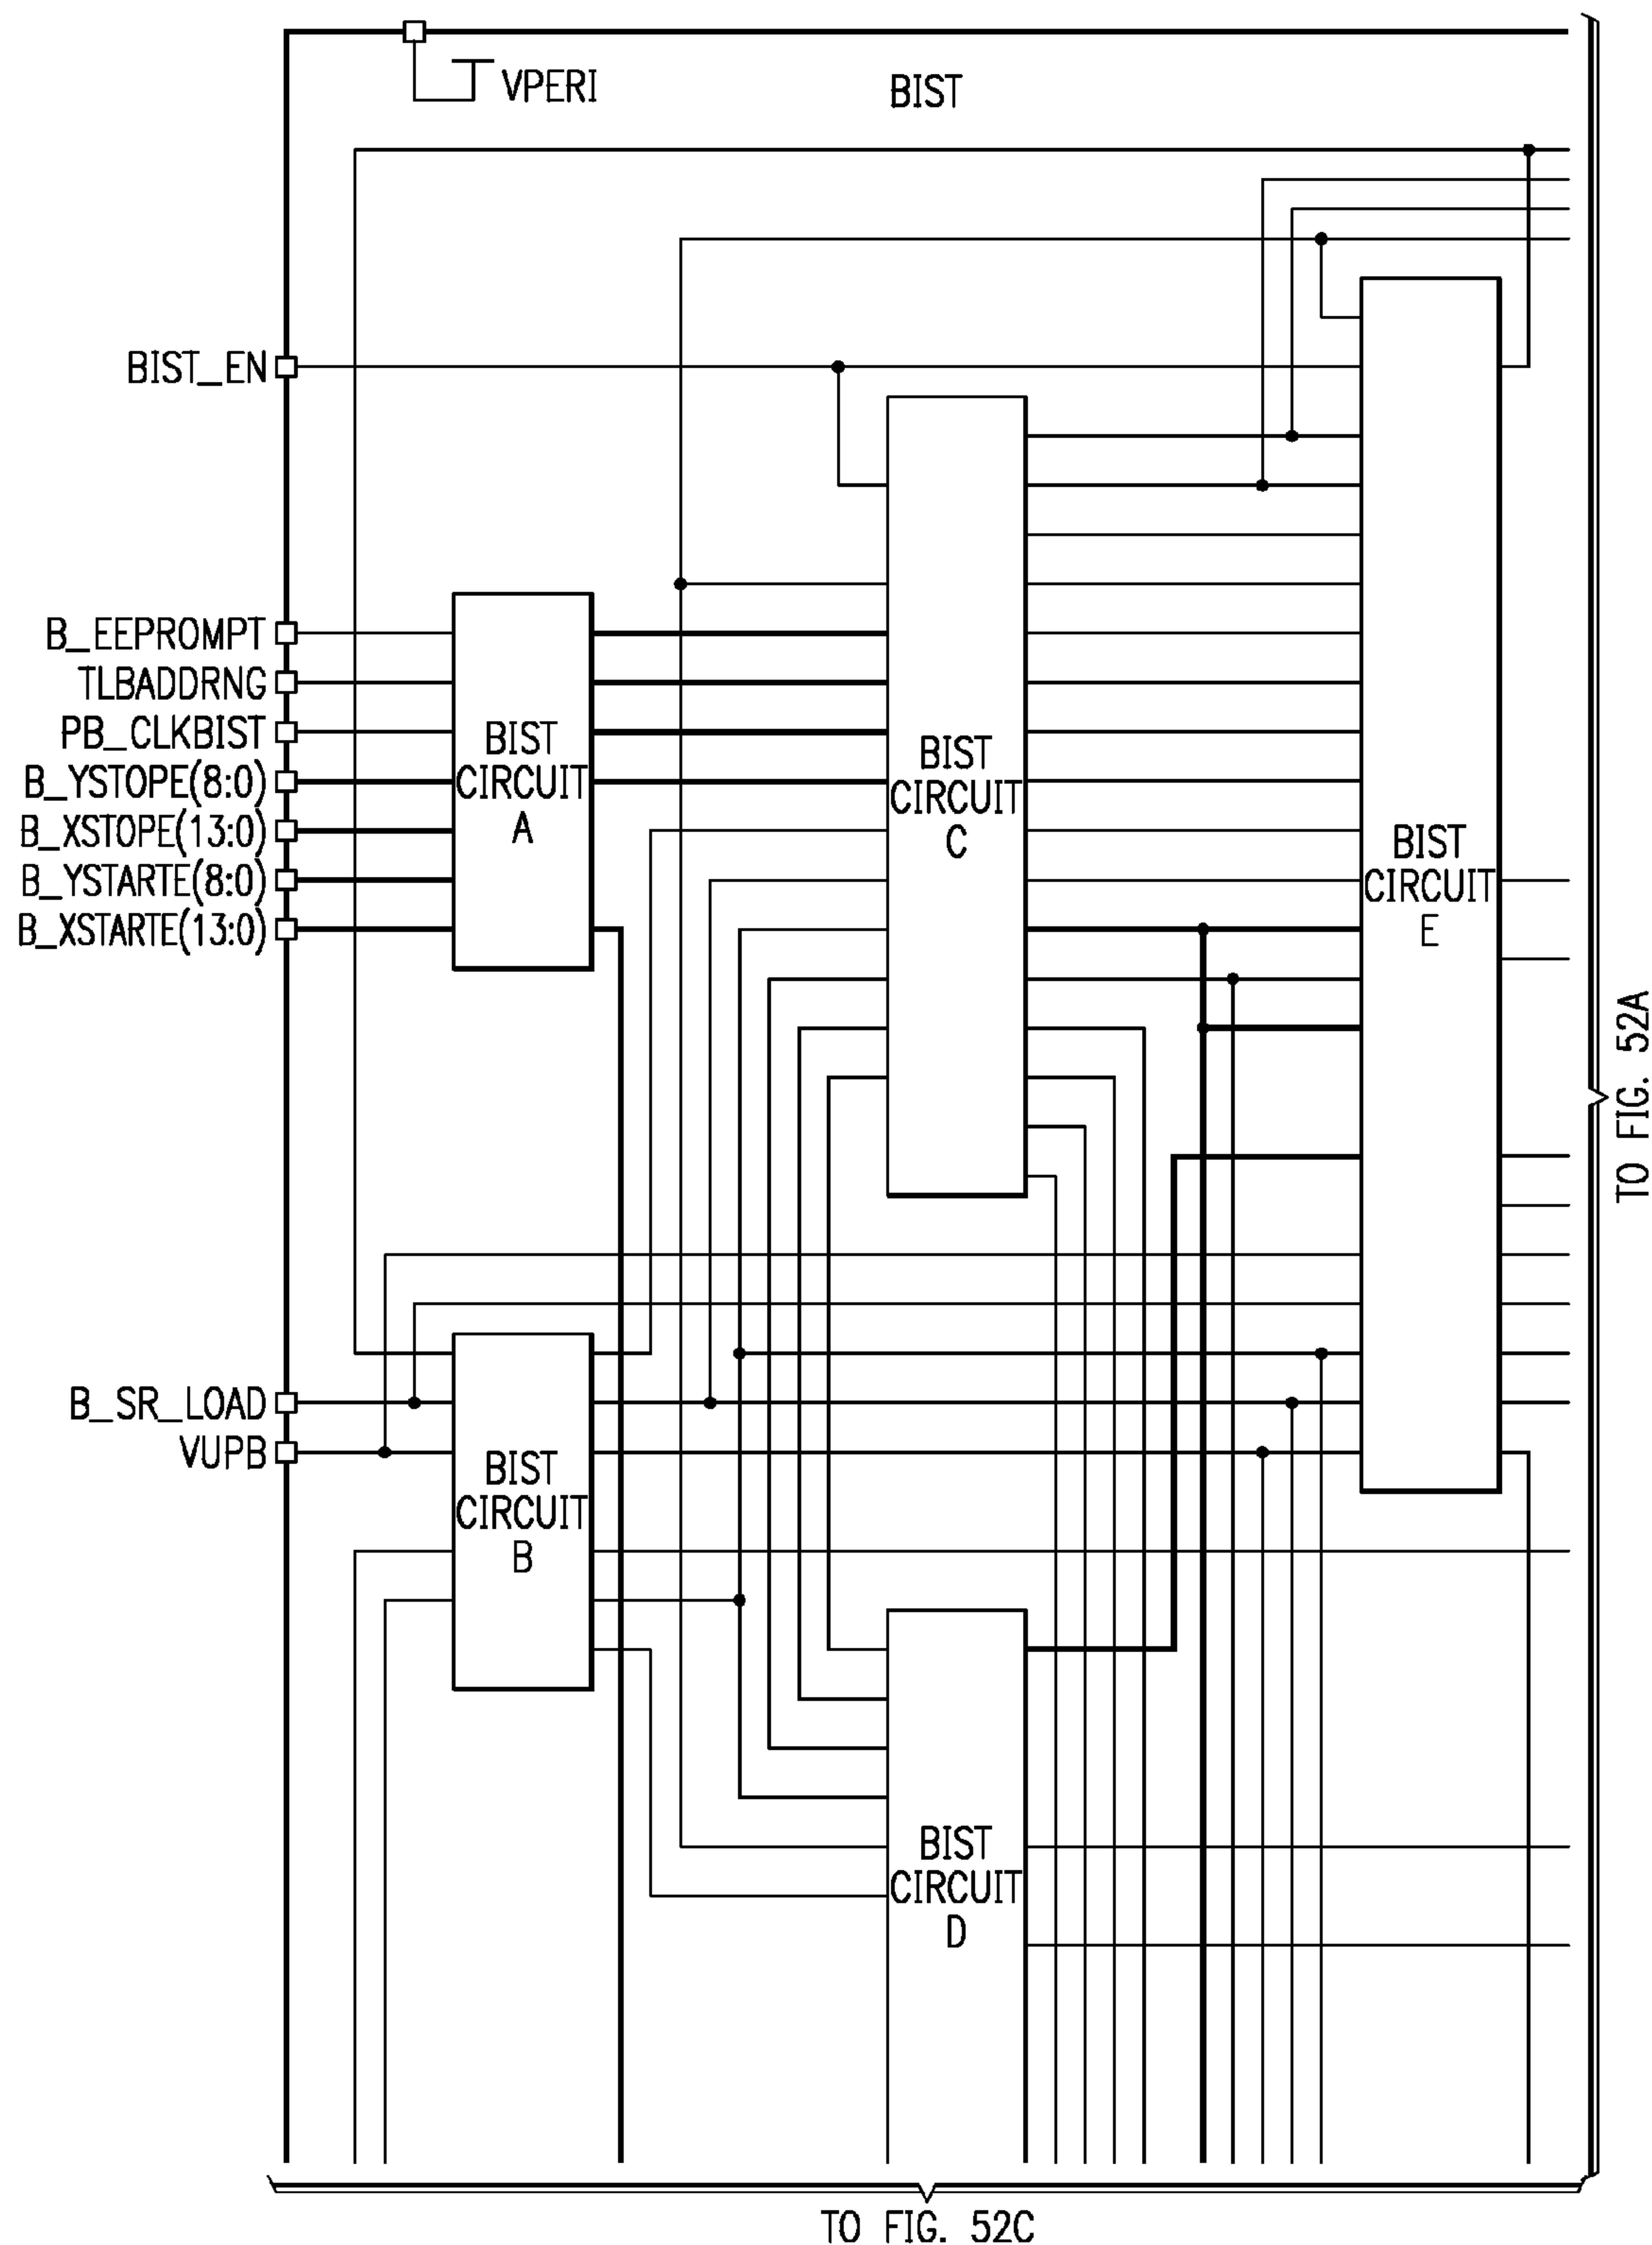 VPERI
BIST
BIST_EN
B_EEPROMPT
TLBADDRNG
PB_CLKBIST
B_YSTOPE(8:0)
B_XSTOPE(13:0)
B_YSTARTE(8:0)
B_XSTARTE(13:0)
BIST
CIRCUIT
A
BIST
CIRCUIT
C
BIST
CIRCUIT
E
B_SR_LOAD
VUPB
BIST
CIRCUIT
B
BIST
CIRCUIT
D
TO FIG. 52A
TO FIG. 52C